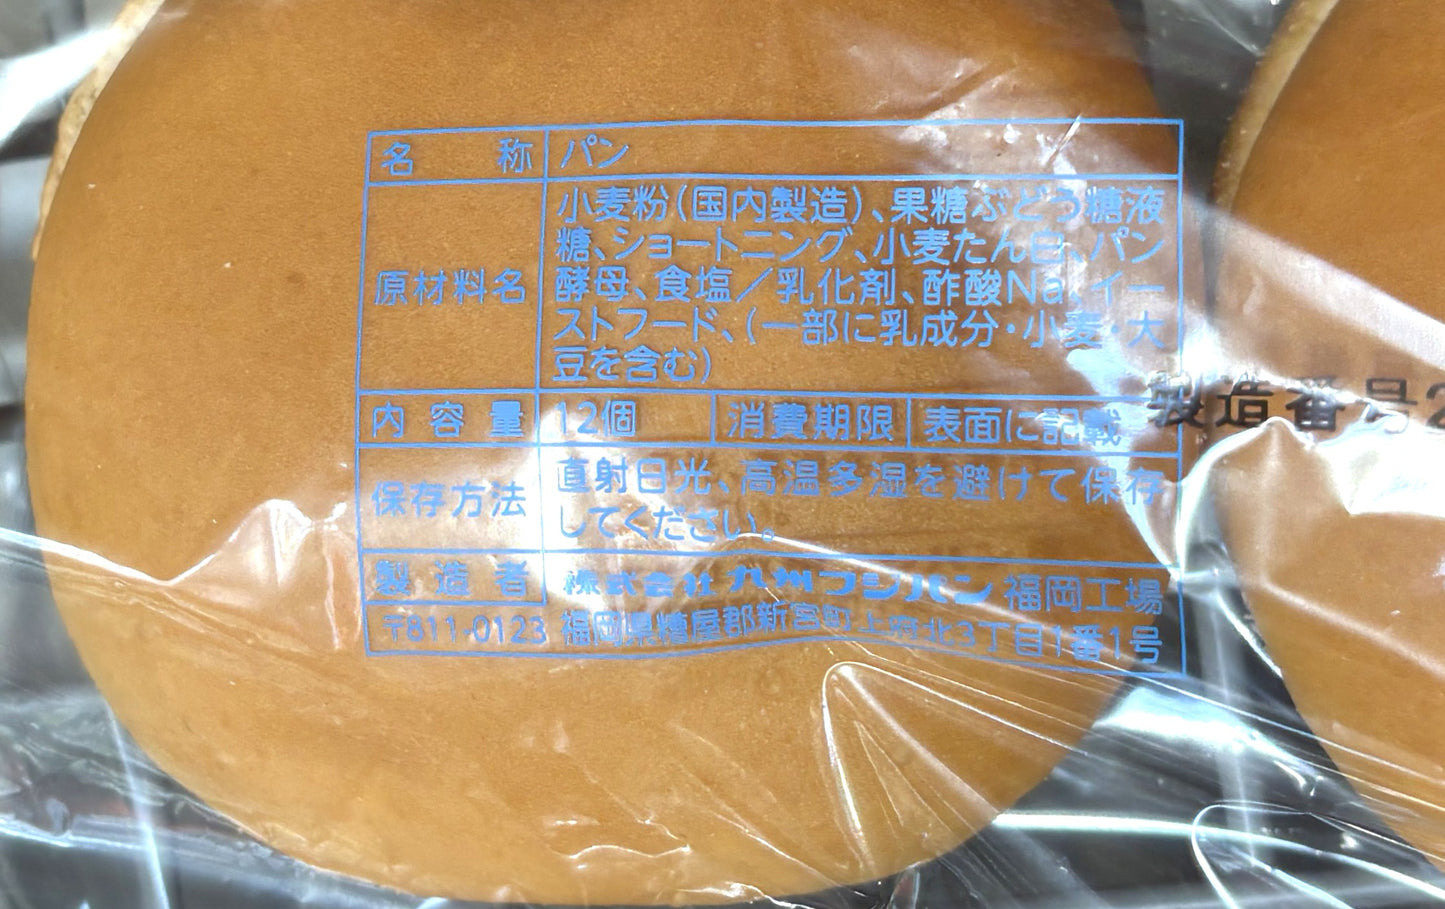 名称 パン
原材料名 小麦粉(国内製造)、果糖ぶどう糖液
糖、ショートニング、小麦たん白、パン
酵母、食塩/乳化剤、酢酸Na、イー
ストフード、(一部に乳成分・小麦・大
豆を含む)
内容量 12個 消費期限 表面に記載
保存方法 直射日光、高温多湿を避けて保存
してください。
製造者 株式会社九州フジパン 福岡工場
〒811-0123 福岡県糟屋郡新宮町上府北3丁目1番1号
製造番号2